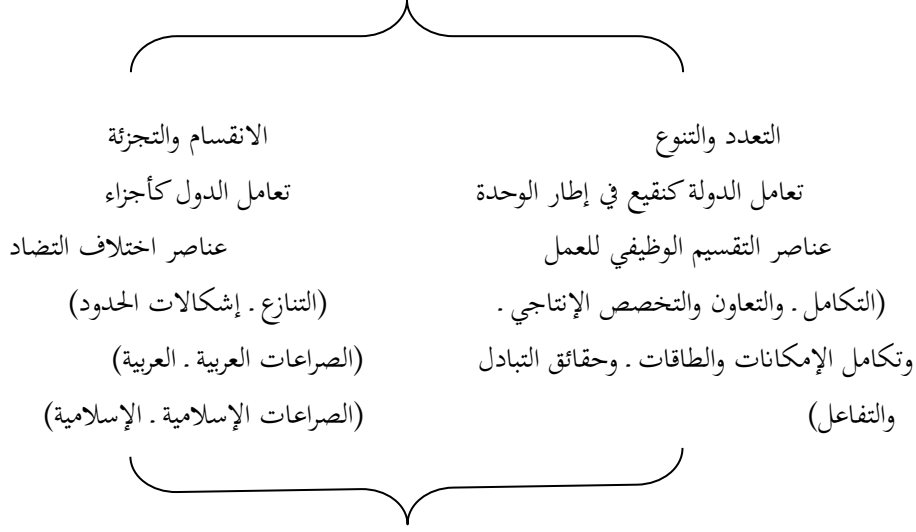 التعدد والتنوع
تعامل الدولة كنقيع في إطار الوحدة
عناصر التقسيم الوظيفي للعمل
(التكامل . والتعاون والتخصص الإنتاجي .
وتكامل الإمكانات والطاقات . وحقائق التبادل
والتفاعل)
الانقسام والتجزئة
تعامل الدول كأجزاء
عناصر اختلاف التضاد
(التنازع . إشكالات الحدود)
(الصراعات العربية . العربية)
(الصراعات الإسلامية . الإسلامية)